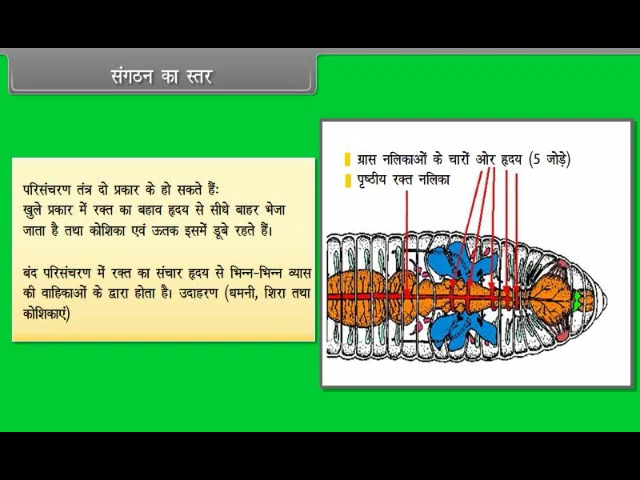 संगठन का स्तर
परिसंचरण तंत्र दो प्रकार के हो सकते हैं:
खुले प्रकार में रक्त का बहाव हृदय से सीधे बाहर भेजा
जाता है तथा कोशिका एवं ऊतक इसमें डूबे रहते हैं।
बंद परिसंचरण में रक्त का संचार हृदय से भिन्न-भिन्न व्यास
की वाहिकाओं के द्वारा होता है। उदाहरण (धमनी, शिरा तथा
कोशिकाएं)
ग्रास नलिकाओं के चारों ओर हृदय (5 जोड़े)
पृष्ठीय रक्त नलिका